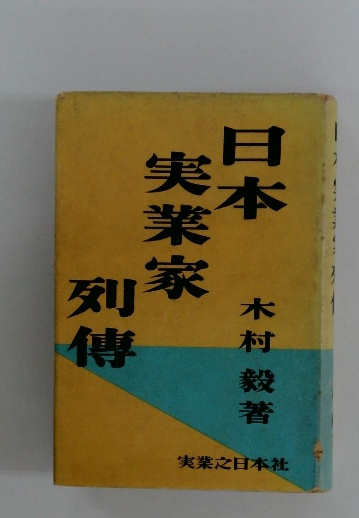 日本
実業家
列傳
木村毅著
実業之日本社